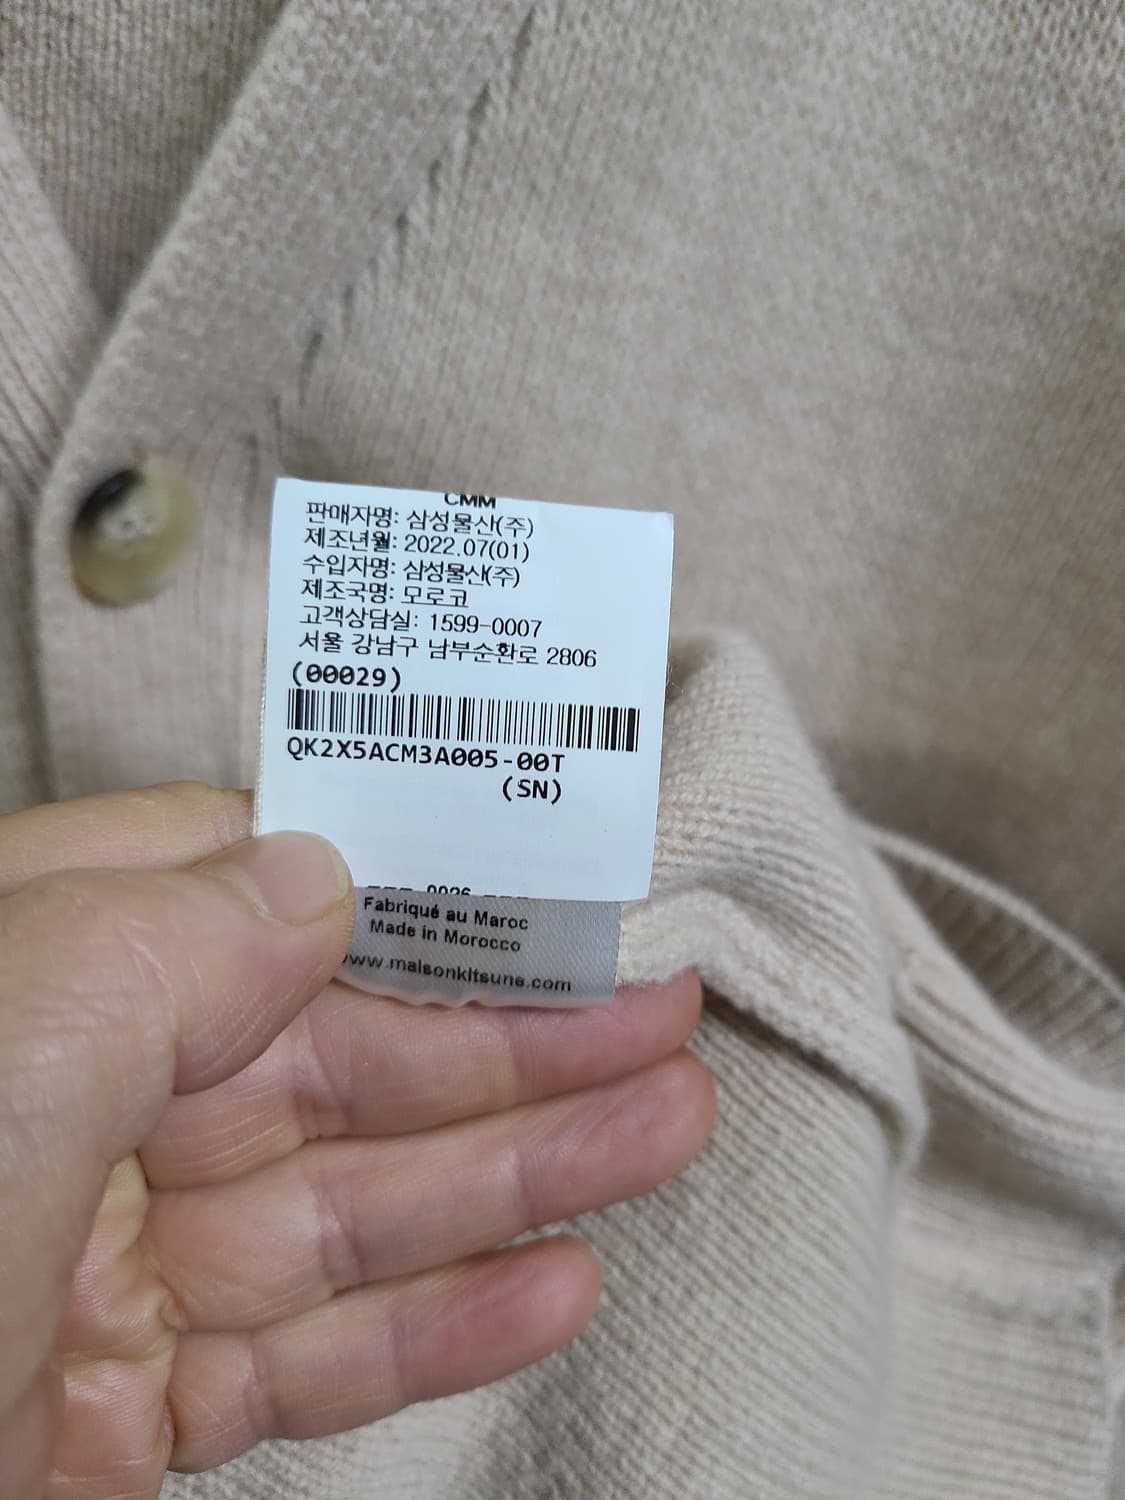 CMM
판매자명: 삼성물산(주)
제조년월: 2022.07(01)
수입자명: 삼성물산(주)
제조국명: 모로코
고객상담실: 1599-0007
서울 강남구 남부순환로 2806
(00029)
QK2X5ACM3A005-00T
(SN)
0026
Fabriqué au Maroc
Made in Morocco
www.maisonkitsune.com